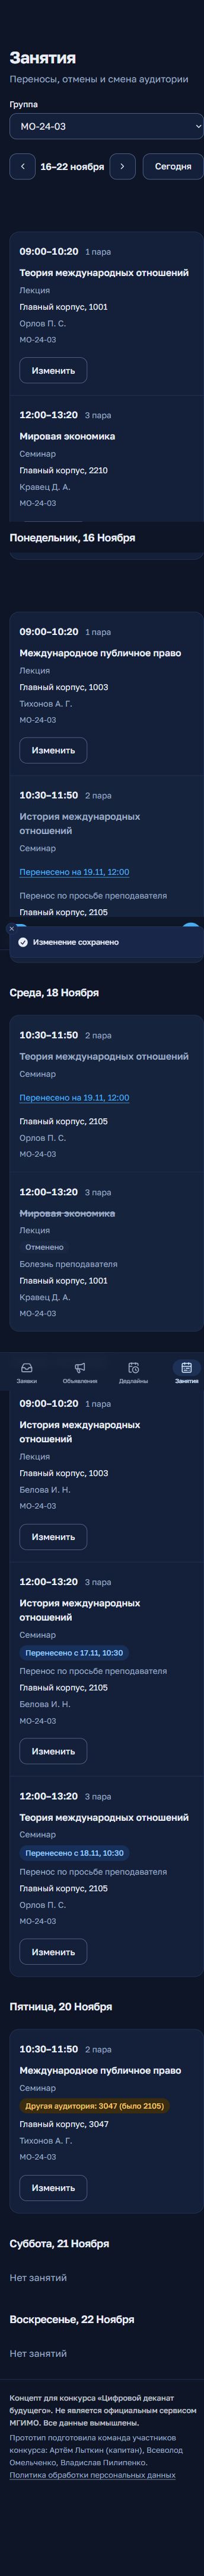 Занятия
Переносы, отмены и смена аудитории
Группа
МО-24-03
16–22 ноября
Сегодня
09:00–10:20 1 пара
Теория международных отношений
Лекция
Главный корпус, 1001
Орлов П. С.
МО-24-03
Изменить
12:00–13:20 3 пара
Мировая экономика
Семинар
Главный корпус, 2210
Кравец Д. А.
МО-24-03
Понедельник, 16 Ноября
09:00–10:20 1 пара
Международное публичное право
Лекция
Главный корпус, 1003
Тихонов А. Г.
МО-24-03
Изменить
10:30–11:50 2 пара
История международных
отношений
Семинар
Перенесено на 19.11, 12:00
Перенос по просьбе преподавателя
Главный корпус, 2105
Изменение сохранено
Среда, 18 Ноября
10:30–11:50 2 пара
Теория международных отношений
Семинар
Перенесено на 19.11, 12:00
Главный корпус, 2105
Орлов П. С.
МО-24-03
12:00–13:20 3 пара
Мировая экономика
Лекция
Отменено
Болезнь преподавателя
Главный корпус, 1001
Кравец Д. А.
МО-24-03
Заявки Объявления Дедлайны Занятия
09:00–10:20 1 пара
История международных
отношений
Лекция
Главный корпус, 1003
Белова И. Н.
МО-24-03
Изменить
12:00–13:20 3 пара
История международных
отношений
Семинар
Перенесено с 17.11, 10:30
Перенос по просьбе преподавателя
Главный корпус, 2105
Белова И. Н.
МО-24-03
Изменить
12:00–13:20 3 пара
Теория международных отношений
Семинар
Перенесено с 18.11, 10:30
Перенос по просьбе преподавателя
Главный корпус, 2105
Орлов П. С.
МО-24-03
Изменить
Пятница, 20 Ноября
10:30–11:50 2 пара
Международное публичное право
Семинар
Другая аудитория: 3047 (было 2105)
Главный корпус, 3047
Тихонов А. Г.
МО-24-03
Изменить
Суббота, 21 Ноября
Нет занятий
Воскресенье, 22 Ноября
Нет занятий
Концепт для конкурса «Цифровой деканат
будущего». Не является официальным сервисом
МГИМО. Все данные вымышлены.
Прототип подготовила команда участников
конкурса: Артём Лыткин (капитан), Всеволод
Омельченко, Владислав Пилипенко.
Политика обработки персональных данных